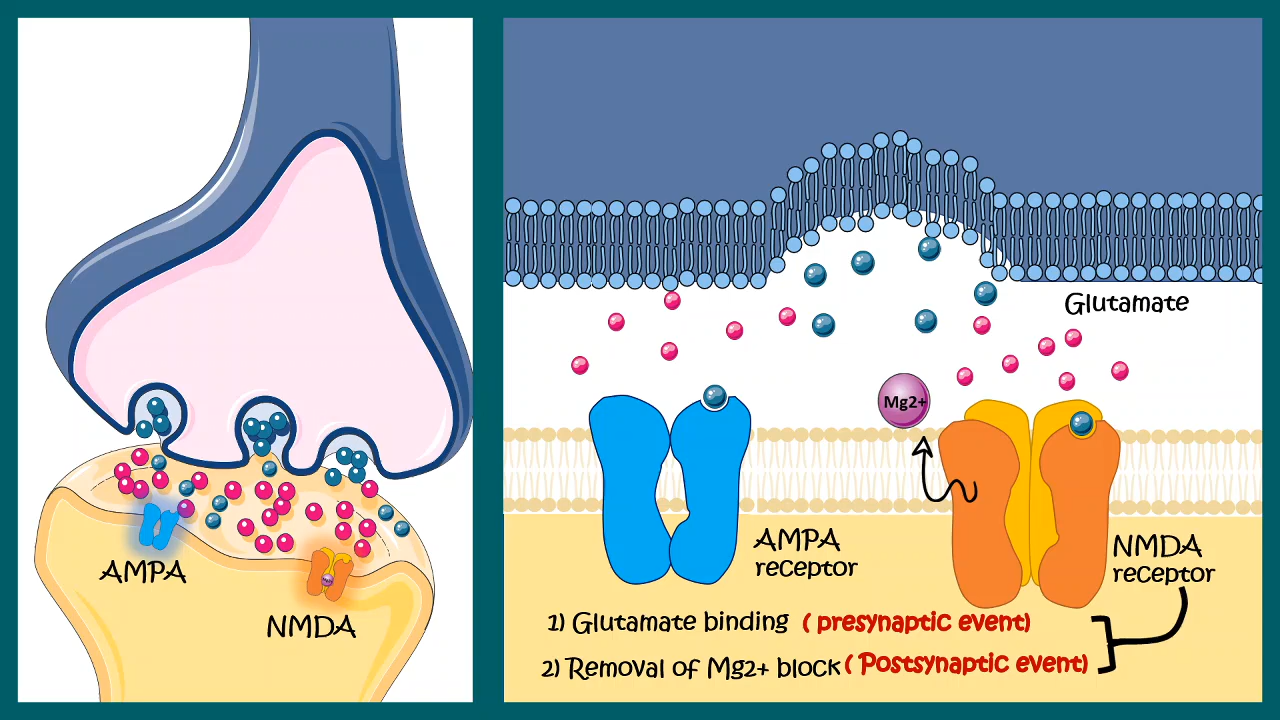 AMPA
NMDA
Glutamate
Mg2+
AMPA
receptor
NMDA
receptor
1) Glutamate binding ( presynaptic event)
2) Removal of Mg2+ block ( Postsynaptic event)